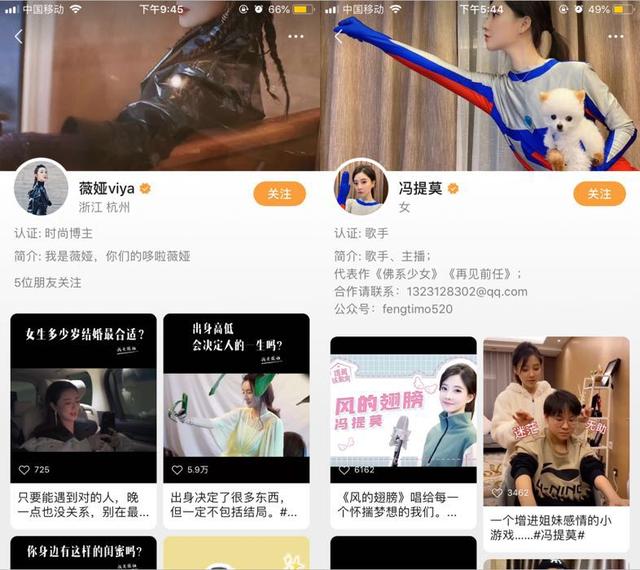 中国移动 下午9:45 66%
薇娅viya
关注
浙江 杭州
认证: 时尚博主
简介: 我是薇娅，你们的哆啦薇娅
5位朋友关注
女生多少岁结婚最合适？
725
只要能遇到对的人，晚
一点也没关系，别在最...
出身高低
会决定人的一生吗？
5.9万
出身决定了很多东西，
但一定不包括结局。#...
你身边有这样的闺蜜吗？
中国移动 下午5:44 49%
冯提莫
关注
女
认证: 歌手
简介: 歌手、主播；
代表作《佛系少女》《再见前任》；
合作请联系：1323128302@qq.com
公众号：fengtimo520
风的翅膀
冯提莫
6162
《风的翅膀》唱给每一
个怀揣梦想的我们。...
迷茫
无助
3462
一个增进姐妹感情的小
游戏......#冯提莫#